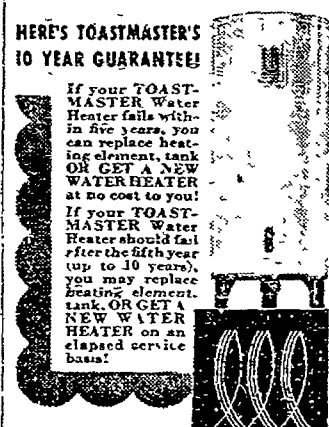 HERE'S TOASTMASTER'S
10 YEAR GUARANTEE!
If your TOAST-
MASTER Water
Heater fails with-
in five years, you
can replace heat-
ing element, tank
OR GET A NEW
WATER HEATER
at no cost to you!
If your TOAST-
MASTER Water
Heater should fail
after the fifth year
(up to 10 years),
you may replace
heating element,
tank, OR GET A
NEW WATER
HEATER on an
elapsed service
basis!